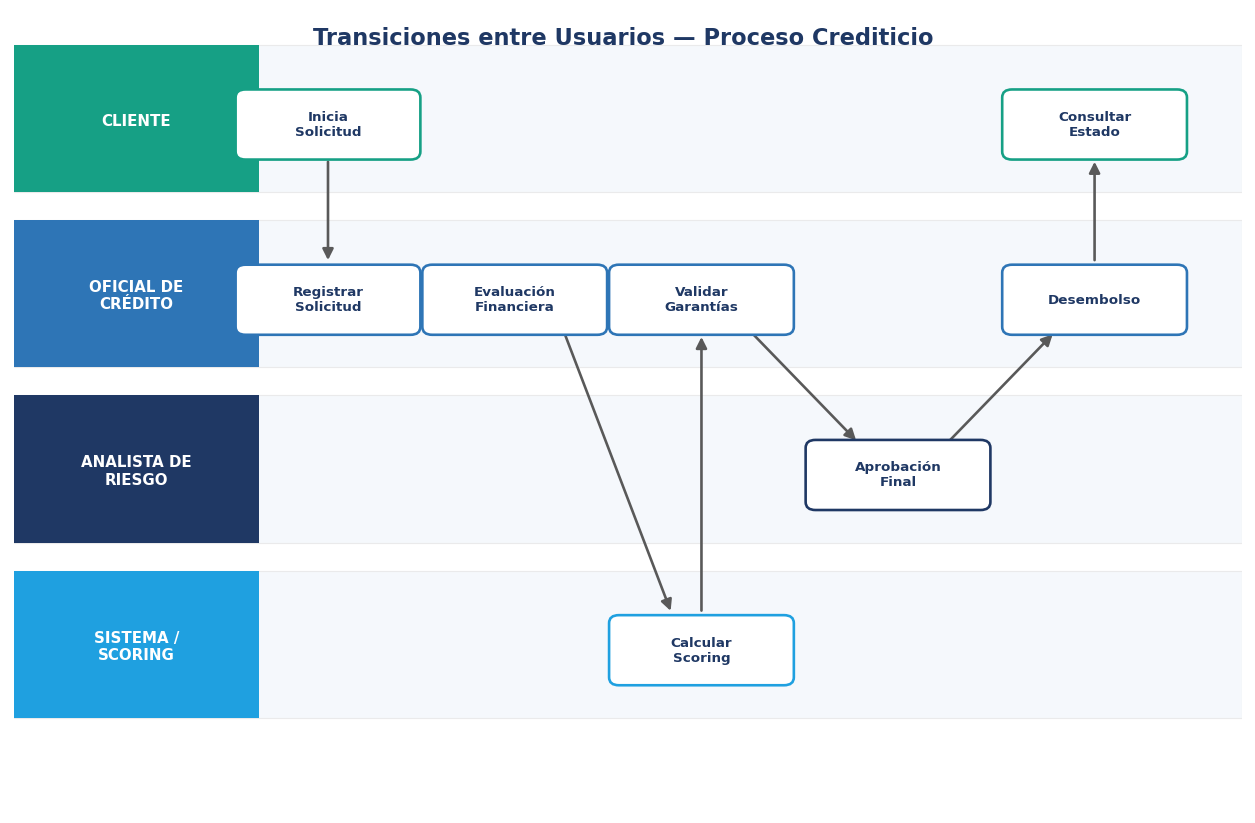 Transiciones entre Usuarios — Proceso Crediticio
CLIENTE
Inicia
Solicitud
Consultar
Estado
OFICIAL DE
CRÉDITO
Registrar
Solicitud
Evaluación
Financiera
Validar
Garantías
Desembolso
ANALISTA DE
RIESGO
Aprobación
Final
SISTEMA /
SCORING
Calcular
Scoring